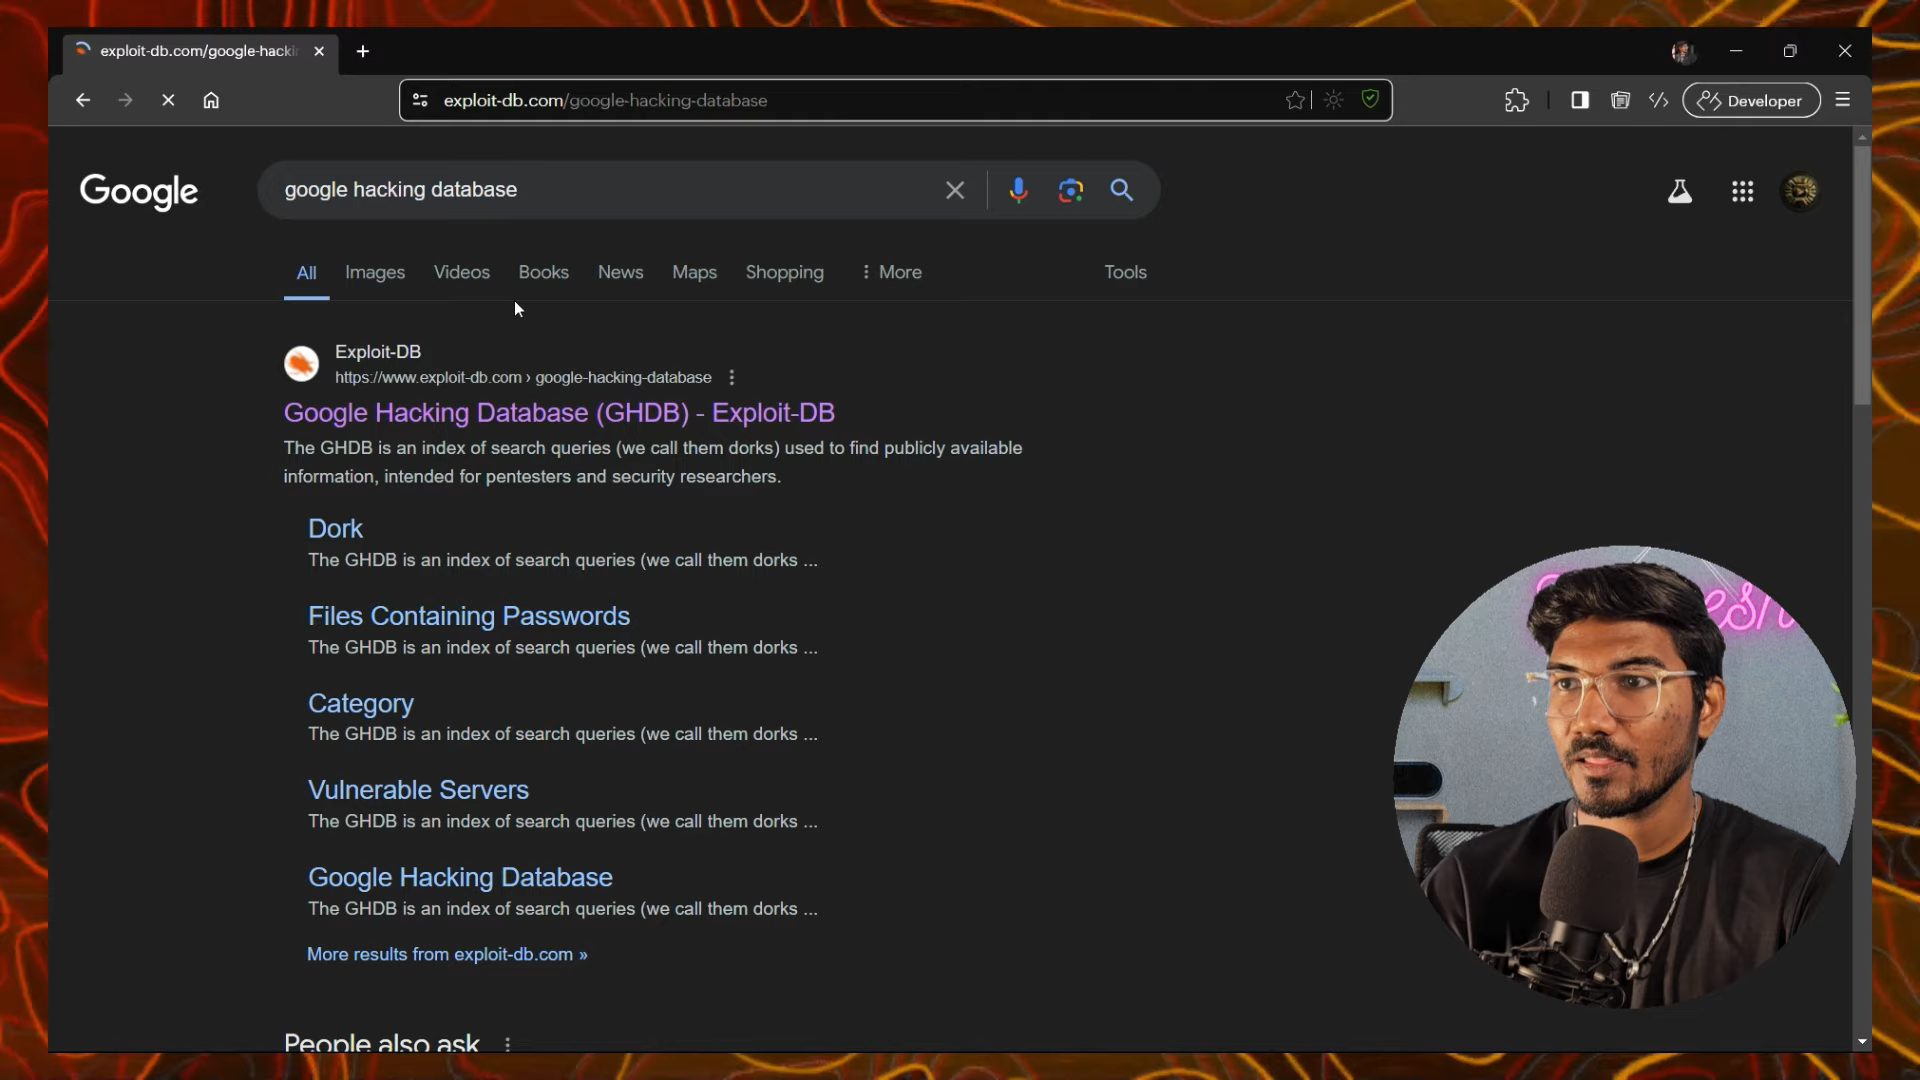 exploit-db.com/google-hacki
exploit-db.com/google-hacking-database
Developer
Google
google hacking database
All
Images
Videos
Books
News
Maps
Shopping
More
Tools
Exploit-DB
https://www.exploit-db.com › google-hacking-database
Google Hacking Database (GHDB) - Exploit-DB
The GHDB is an index of search queries (we call them dorks) used to find publicly available
information, intended for pentesters and security researchers.
Dork
The GHDB is an index of search queries (we call them dorks ...
Files Containing Passwords
The GHDB is an index of search queries (we call them dorks ...
Category
The GHDB is an index of search queries (we call them dorks ...
Vulnerable Servers
The GHDB is an index of search queries (we call them dorks ...
Google Hacking Database
The GHDB is an index of search queries (we call them dorks ...
More results from exploit-db.com »
People also ask